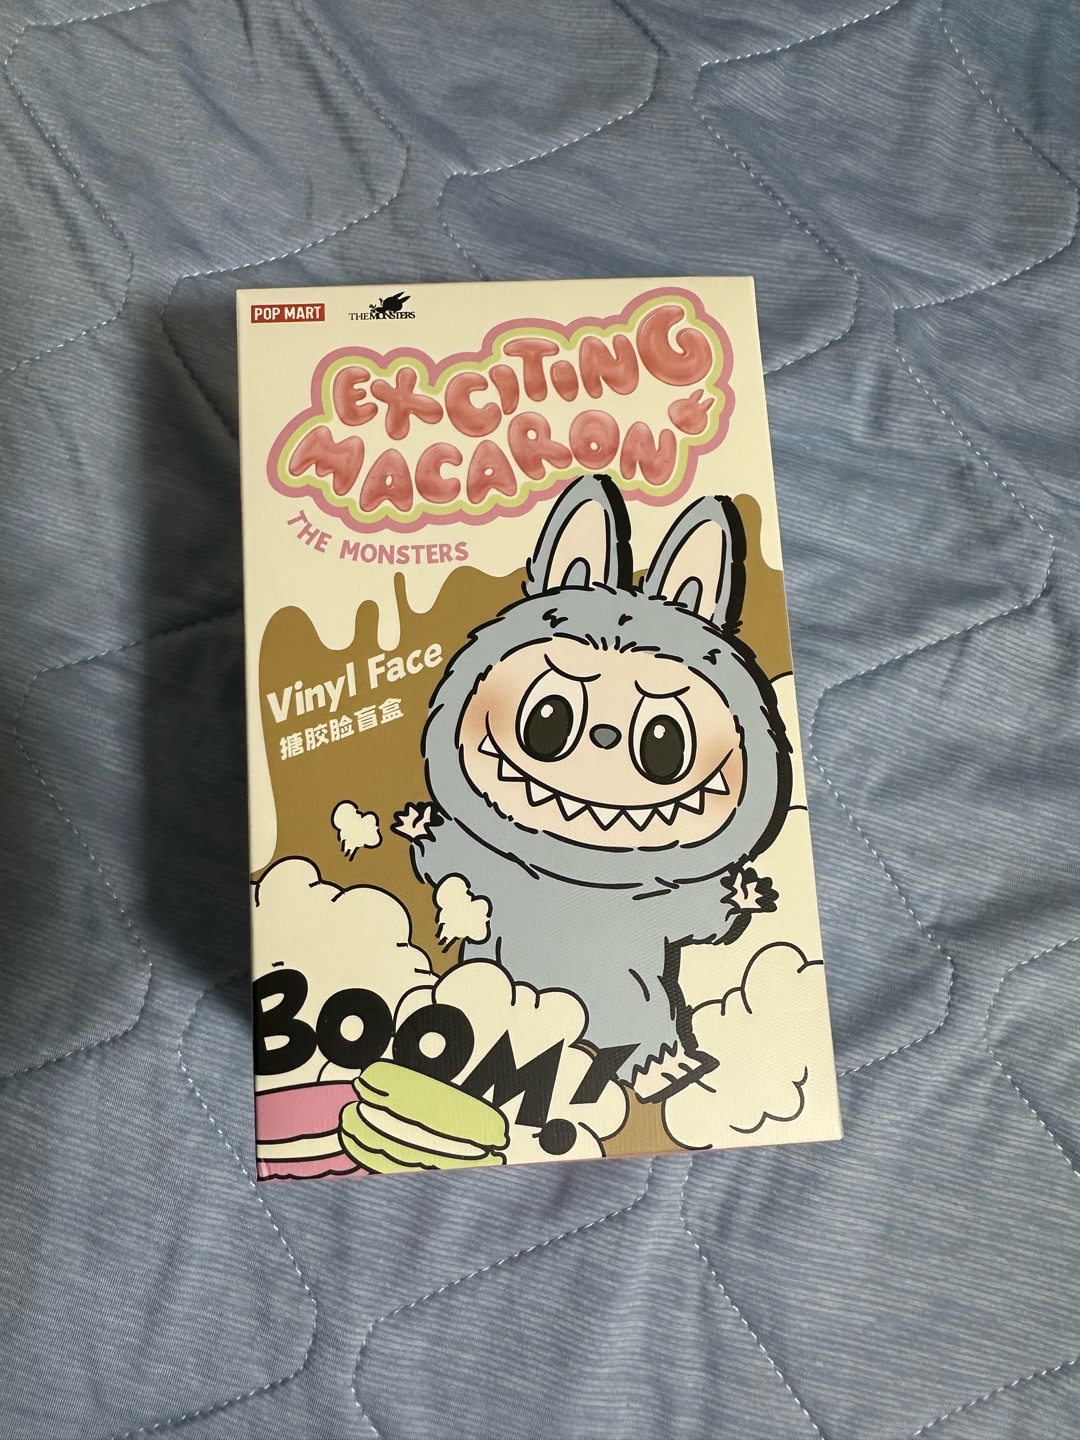 POP MART
THE MONSTERS
EXCITING
MACARON
THE MONSTERS
Vinyl Face
搪胶脸盲盒
BOOM!